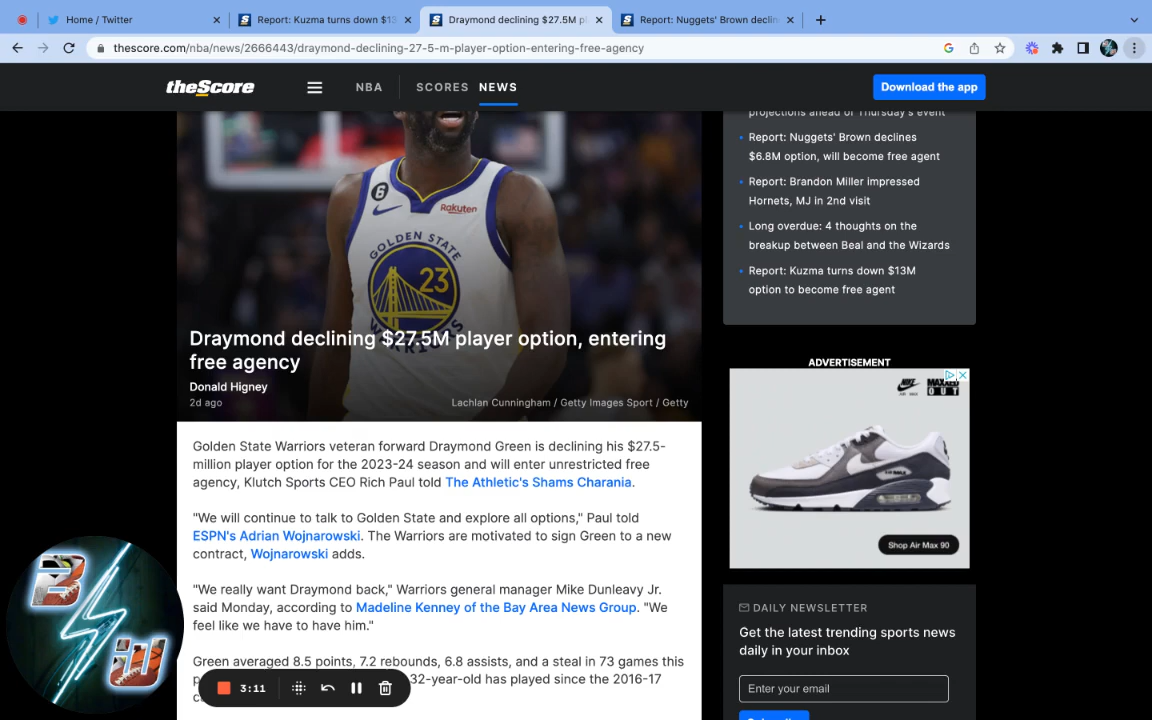 Home / Twitter
Report: Kuzma turns down $13
Draymond declining $27.5M pl
Report: Nuggets' Brown declin
thescore.com/nba/news/2666443/draymond-declining-27-5-m-player-option-entering-free-agency
theScore
NBA
SCORES
NEWS
Download the app
projections ahead of Thursday's event
Report: Nuggets' Brown declines
$6.8M option, will become free agent
Report: Brandon Miller impressed
Hornets, MJ in 2nd visit
Long overdue: 4 thoughts on the
breakup between Beal and the Wizards
Report: Kuzma turns down $13M
option to become free agent
6
Rakuten
GOLDEN STATE
23
WARRIORS
Draymond declining $27.5M player option, entering
free agency
Donald Higney
2d ago
Lachlan Cunningham / Getty Images Sport / Getty
Golden State Warriors veteran forward Draymond Green is declining his $27.5-
million player option for the 2023-24 season and will enter unrestricted free
agency, Klutch Sports CEO Rich Paul told The Athletic's Shams Charania.
"We will continue to talk to Golden State and explore all options," Paul told
ESPN's Adrian Wojnarowski. The Warriors are motivated to sign Green to a new
contract, Wojnarowski adds.
"We really want Draymond back," Warriors general manager Mike Dunleavy Jr.
said Monday, according to Madeline Kenney of the Bay Area News Group. "We
feel like we have to have him."
Green averaged 8.5 points, 7.2 rebounds, 6.8 assists, and a steal in 73 games this
32-year-old has played since the 2016-17
3:11
ADVERTISEMENT
MAXXED
OUT
Shop Air Max 90
DAILY NEWSLETTER
Get the latest trending sports news
daily in your inbox
Enter your email